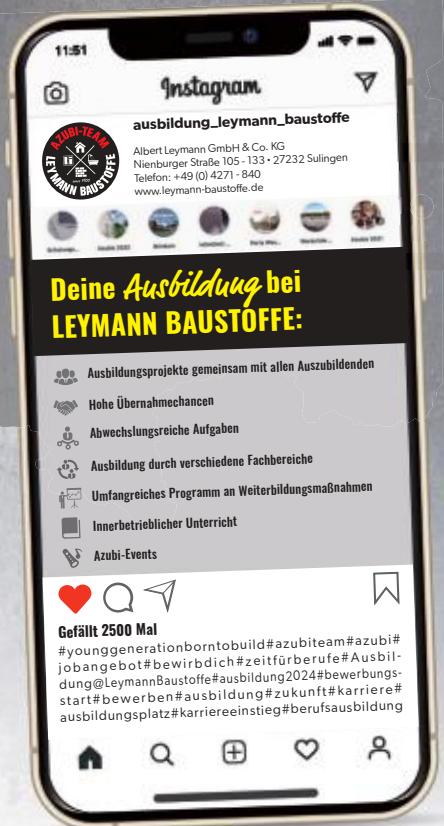 11:51
Instagram
AZUBI-TEAM
LEYMANN BAUSTOFFE
ausbildung_leymann_baustoffe
Albert Leymann GmbH & Co. KG
Nienburger Straße 105 - 133 • 27232 Sulingen
Telefon: +49 (0) 4271 - 840
www.leymann-baustoffe.de
Deine Ausbildung bei
LEYMANN BAUSTOFFE:
Ausbildungsprojekte gemeinsam mit allen Auszubildenden
Hohe Übernahmechancen
Abwechslungsreiche Aufgaben
Ausbildung durch verschiedene Fachbereiche
Umfangreiches Programm an Weiterbildungsmaßnahmen
Innerbetrieblicher Unterricht
Azubi-Events
Gefällt 2500 Mal
#younggenerationborntobuild#azubiteam#azubi#
jobangebot#bewirbdich#zeitfürberufe#Ausbil-
dung@LeymannBaustoffe#ausbildung2024#bewerbungs-
start#bewerben#ausbildung#zukunft#karriere#
ausbildungsplatz#karriereeinstieg#berufsausbildung